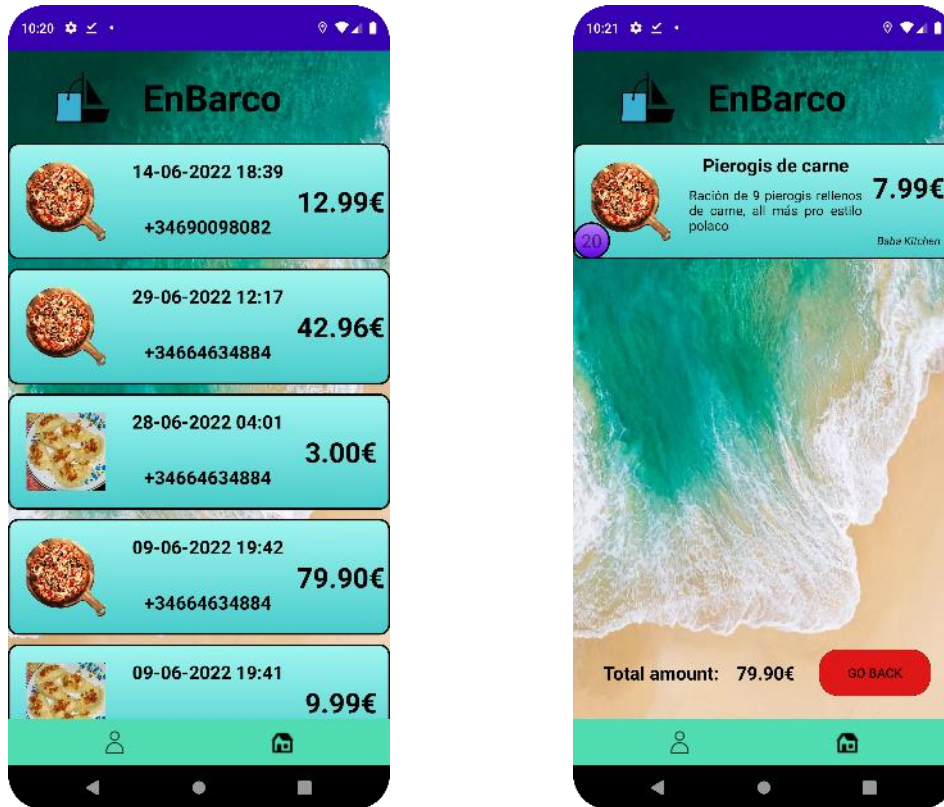 10:20
EnBarco
14-06-2022 18:39
12.99€
+34690098082
29-06-2022 12:17
42.96€
+34664634884
28-06-2022 04:01
3.00€
+34664634884
09-06-2022 19:42
79.90€
+34664634884
09-06-2022 19:41
9.99€
10:21
EnBarco
Pierogis de carne
7.99€
Ración de 9 pierogis rellenos
de carne, all más pro estilo
polaco
20
Baba Kitchen
Total amount: 79.90€
GO BACK